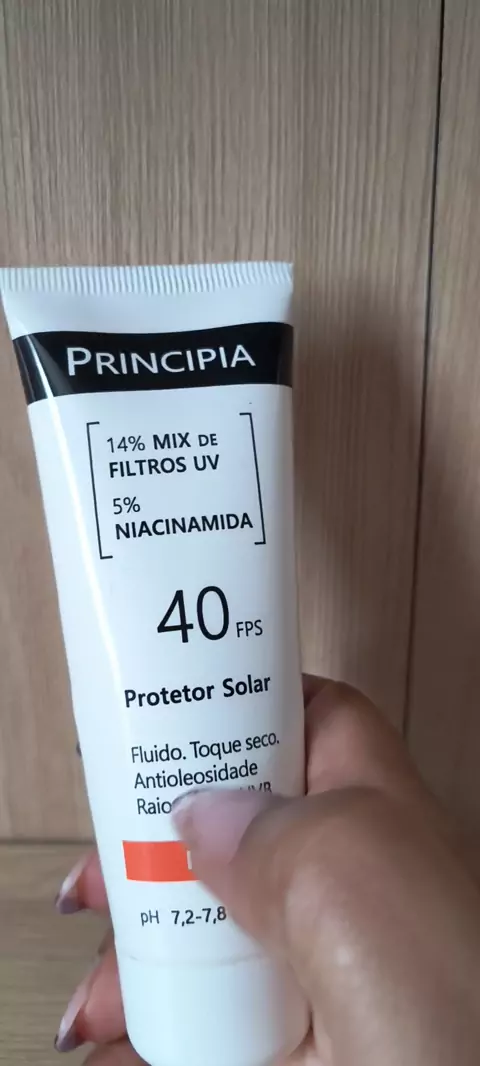 PRINCIPIA
14% MIX DE
FILTROS UV
5%
NIACINAMIDA
40 FPS
Protetor Solar
Fluido. Toque seco.
Antioleosidade
pH 7,2-7,8